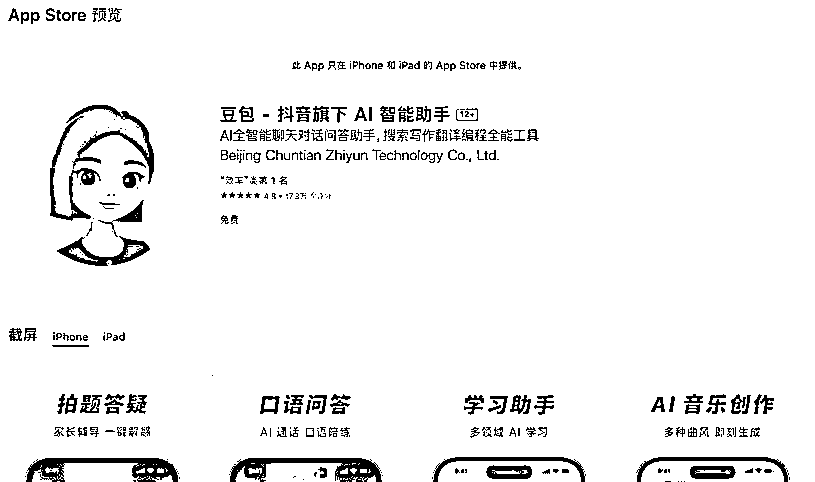 App Store 预览
此 App 只在 iPhone 和 iPad 的 App Store 中提供。
豆包 - 抖音旗下 AI 智能助手 12+
AI全智能聊天对话问答助手,搜索写作翻译编程全能工具
Beijing Chuntian Zhiyun Technology Co., Ltd.
“效率”类第 1 名
★★★★★ 4.8 •
免费
截屏 iPhone iPad
拍题答疑 口语问答 学习助手 AI 音乐创作
家长辅导 一键解惑 AI 通话 口语陪练 多领域 AI 学习 多种曲风 即刻生成
9:41 9:41